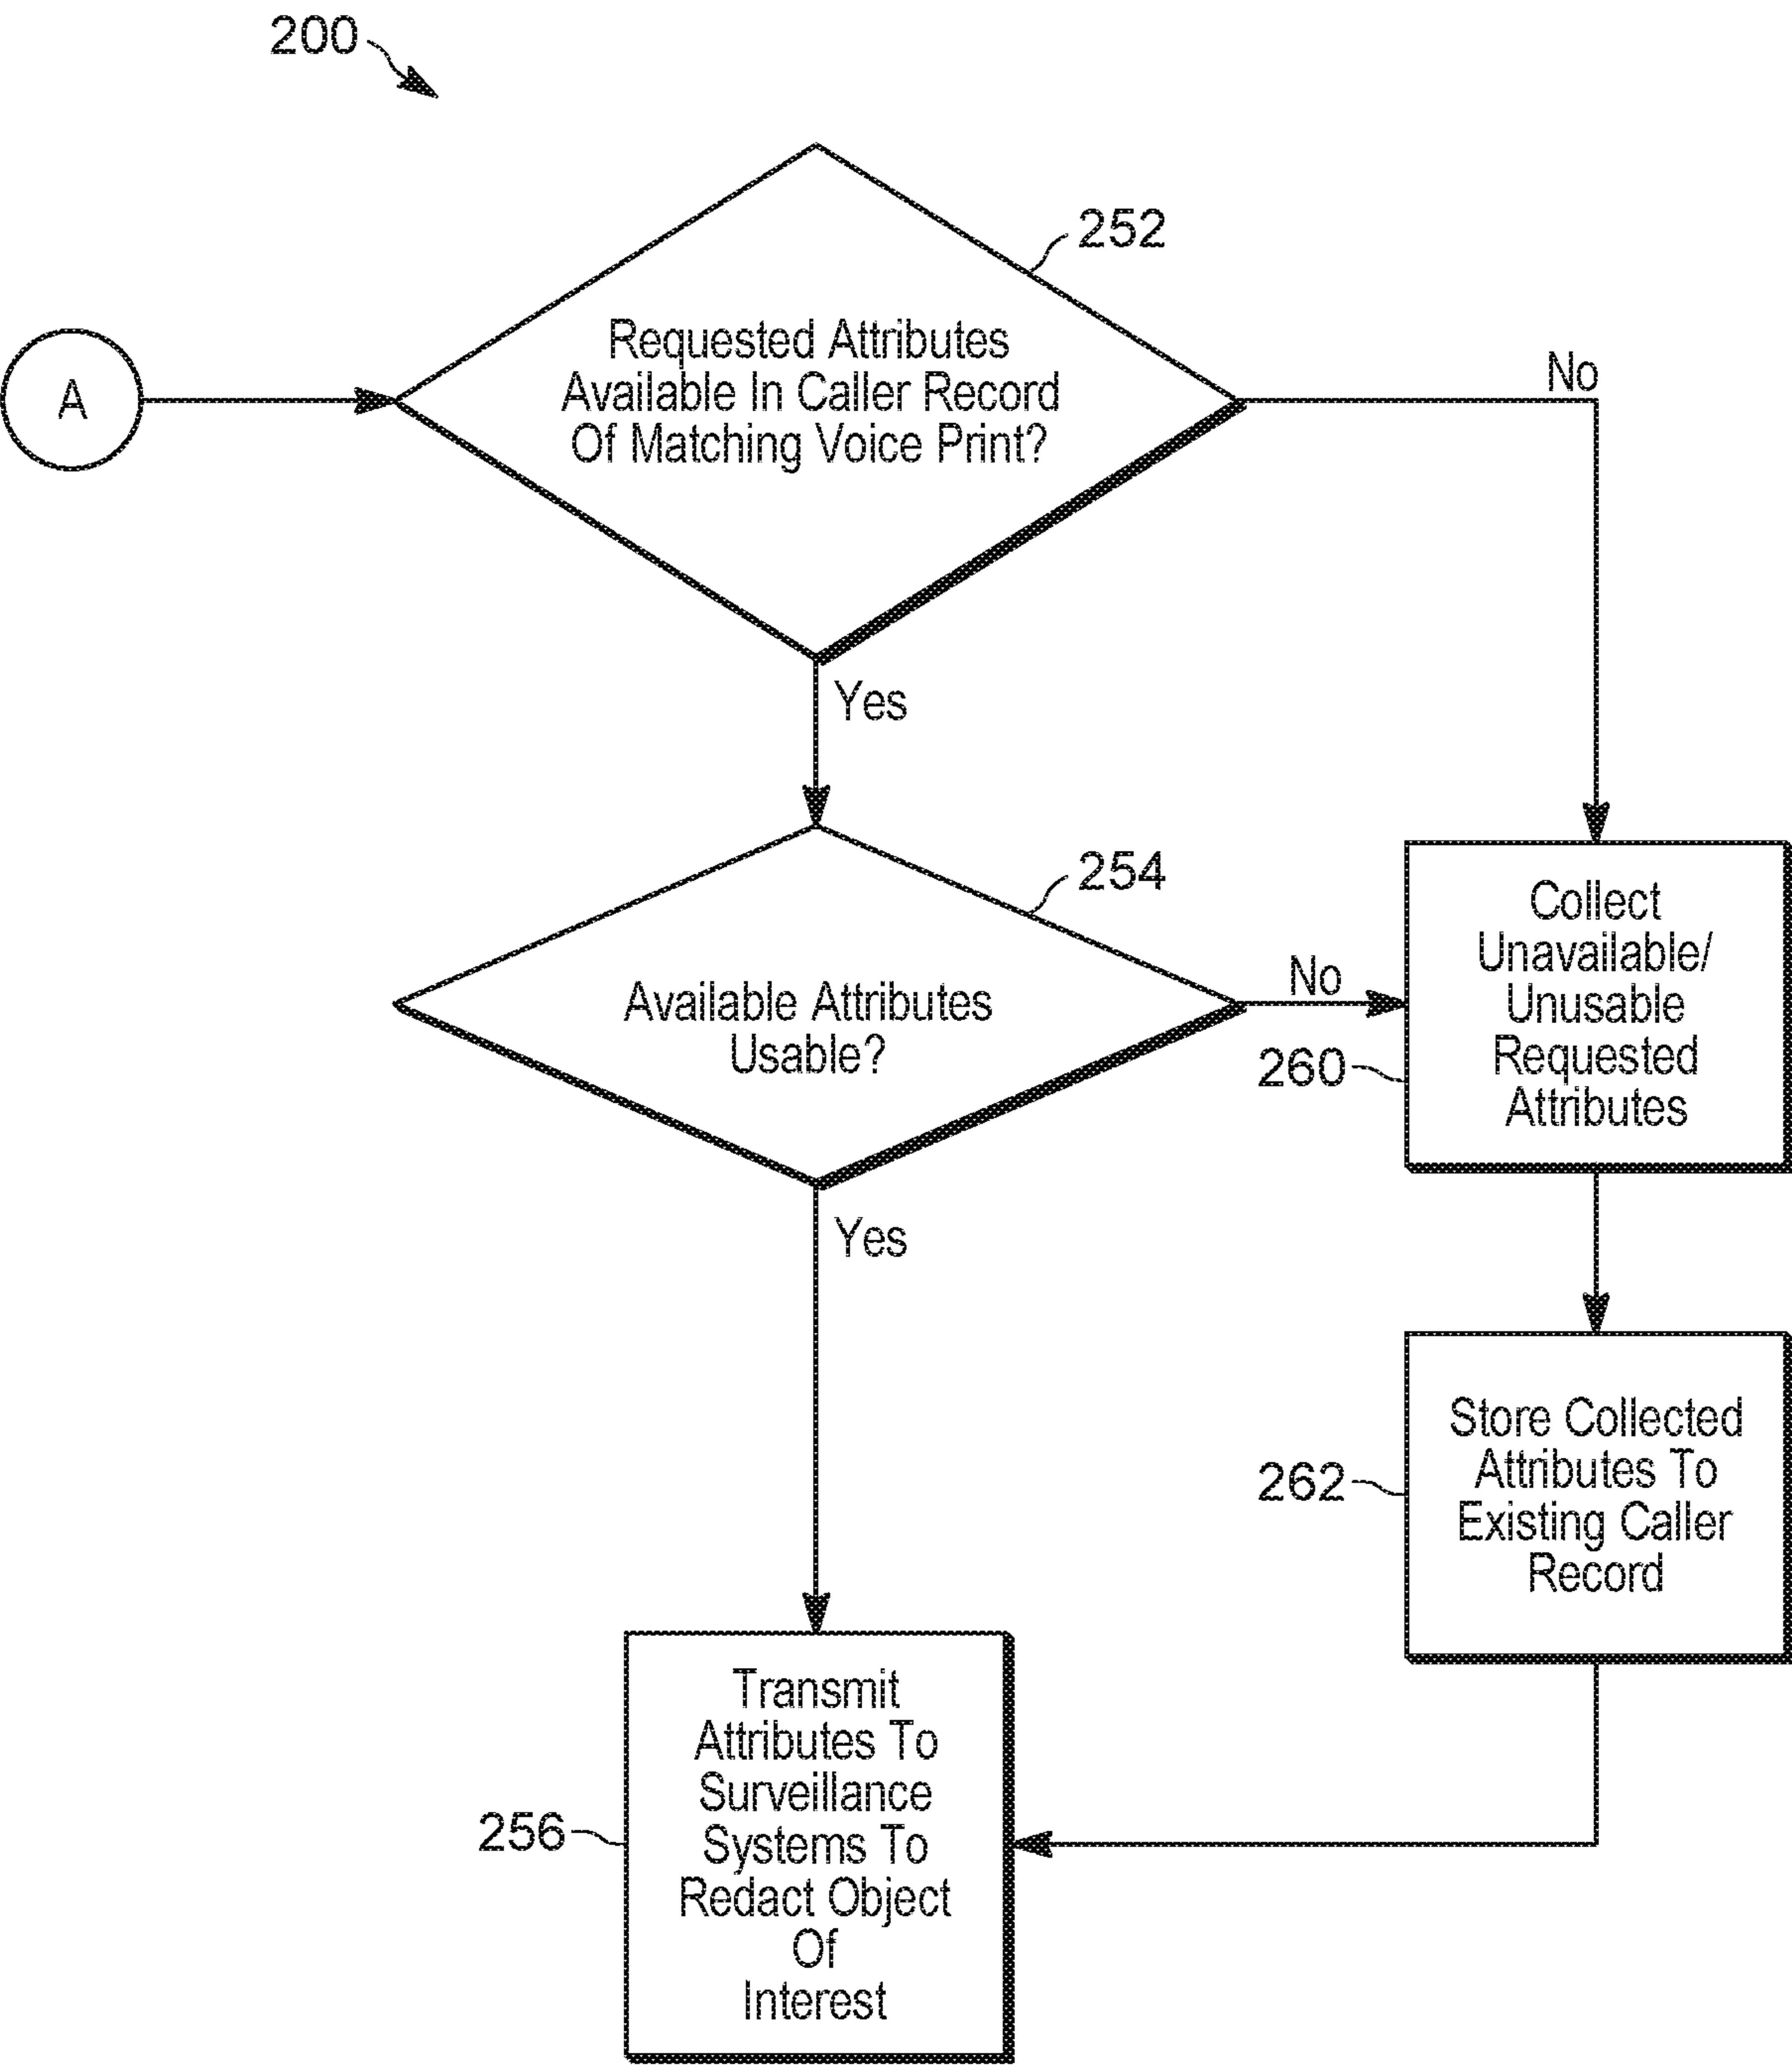 200
252
Requested Attributes
Available In Caller Record
Of Matching Voice Print?
A
No
Yes
254
Available Attributes
Usable?
No
Collect
Unavailable/
Unusable
Requested
Attributes
260
Yes
Store Collected
Attributes To
Existing Caller
Record
262
Transmit
Attributes To
Surveillance
Systems To
Redact Object
Of
Interest
256